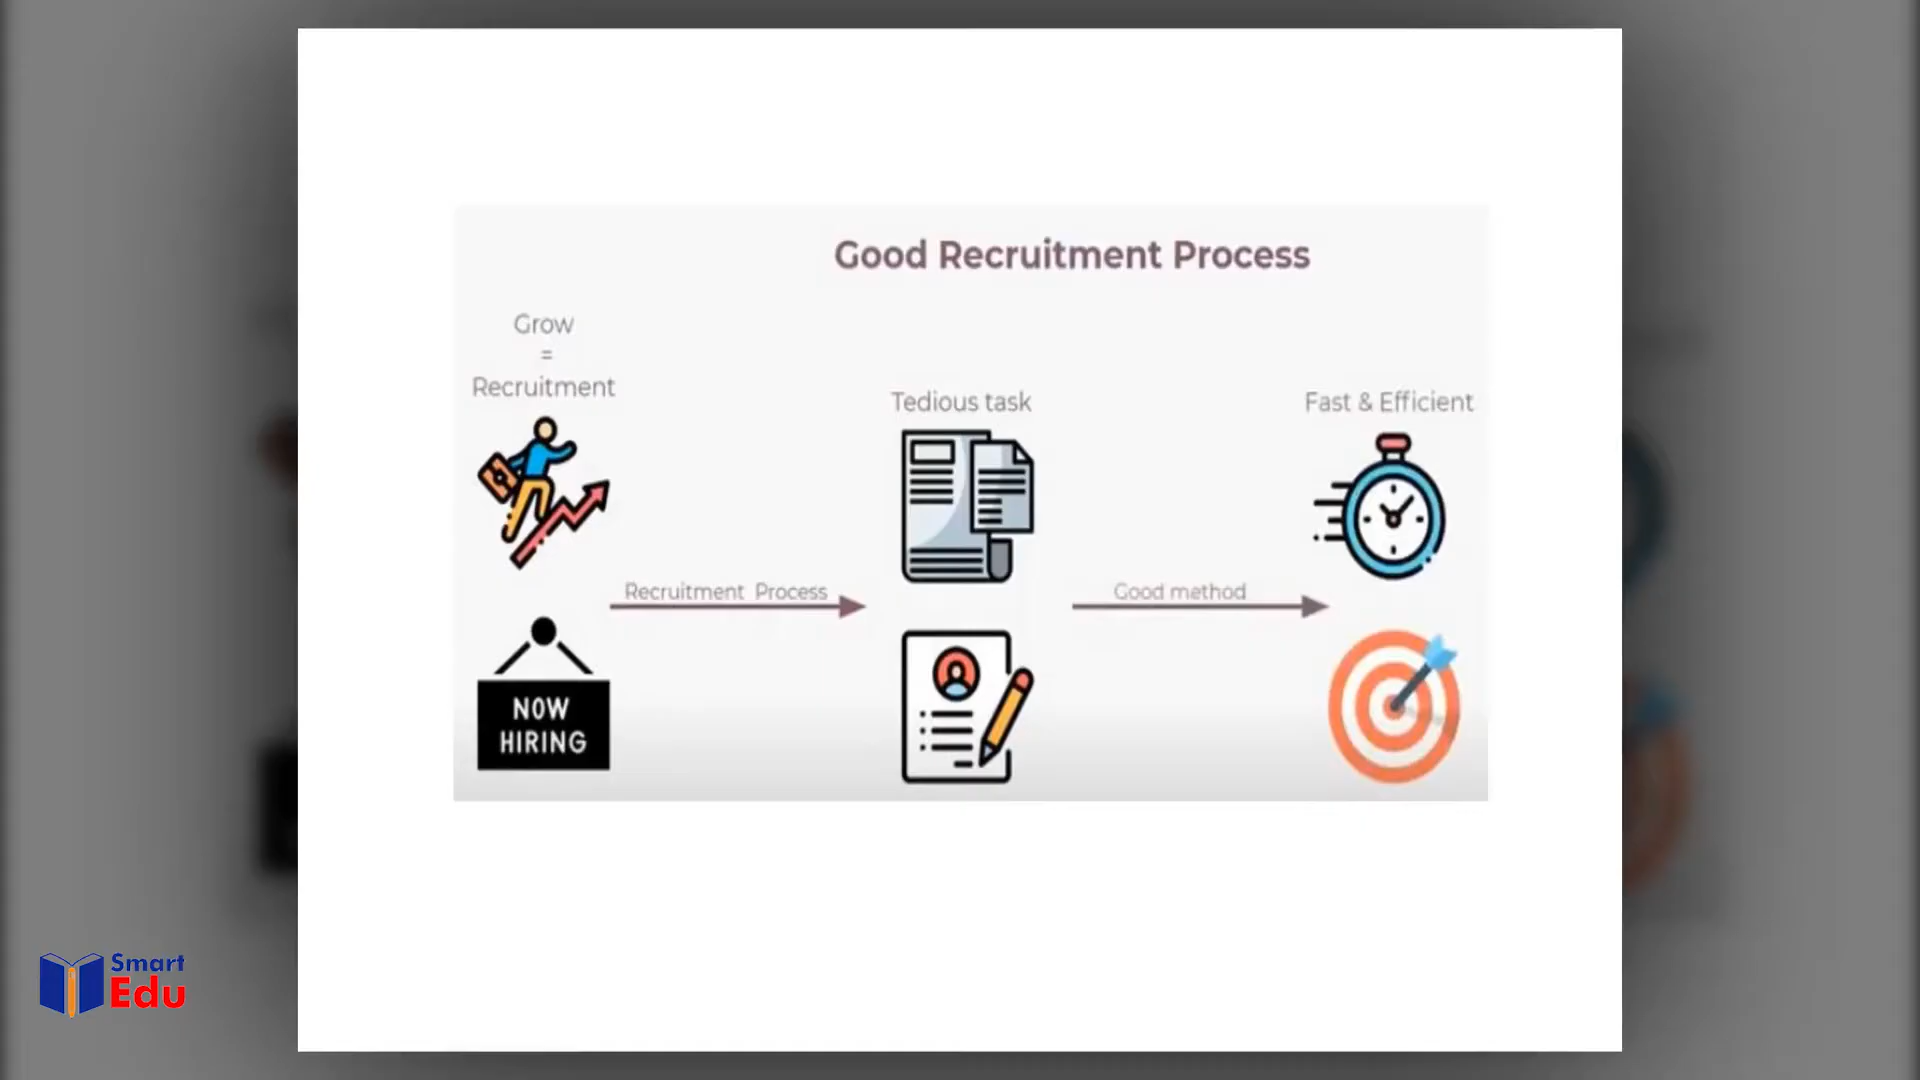 Good Recruitment Process
Grow
=
Recruitment
Tedious task
Fast & Efficient
Recruitment Process
Good method
NOW
HIRING
Smart
Edu